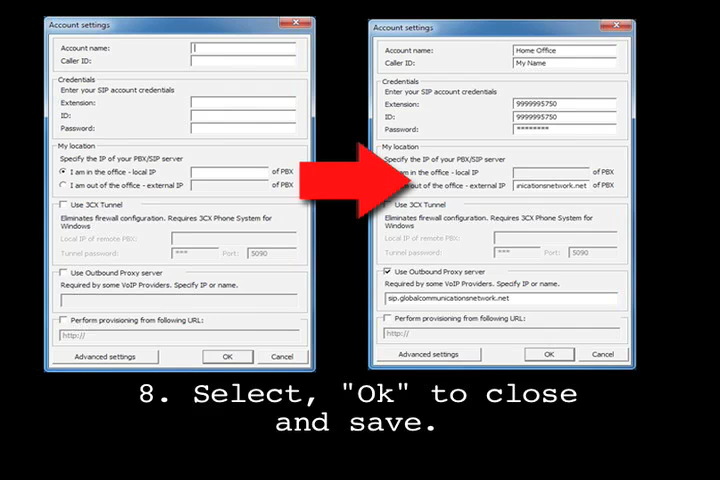 Account settings
Account name:
Caller ID:
Credentials
Enter your SIP account credentials
Extension:
ID:
Password:
My location
Specify the IP of your PBX/SIP server
I am in the office - local IP
of PBX
I am out of the office - external IP
of PBX
Use 3CX Tunnel
Eliminates firewall configuration. Requires 3CX Phone System for
Windows
Local IP of remote PBX:
Tunnel password: *** Port: 5090
Use Outbound Proxy server
Required by some VoIP Providers. Specify IP or name.
Perform provisioning from following URL:
http://
Advanced settings OK Cancel
Account settings
Account name: Home Office
Caller ID: My Name
Credentials
Enter your SIP account credentials
Extension: 9999995750
ID: 9999995750
Password: ********
My location
Specify the IP of your PBX/SIP server
am in the office - local IP
of PBX
out of the office - external IP
nicationsnetwork.net of PBX
Use 3CX Tunnel
Eliminates firewall configuration. Requires 3CX Phone System for
Windows
Local IP of remote PBX:
Tunnel password: *** Port: 5090
Use Outbound Proxy server
Required by some VoIP Providers. Specify IP or name.
sip.globalcommunicationsnetwork.net
Perform provisioning from following URL:
http://
Advanced settings OK Cancel
8. Select, "Ok" to close
and save.